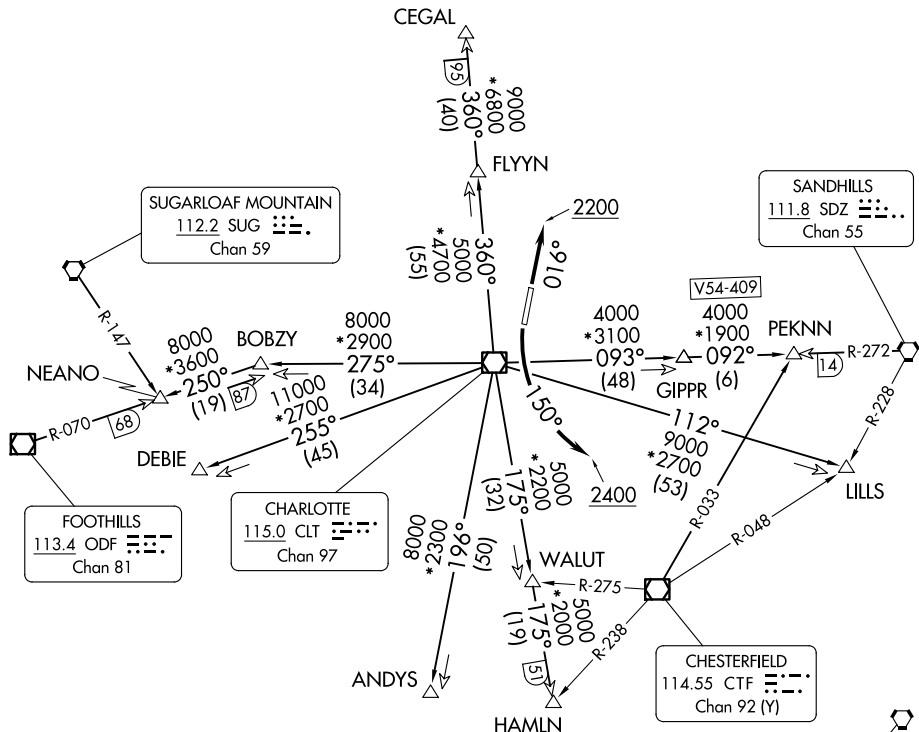 CEGAL
95
360°
9000
*6800
(40)
FLYYN
SUGARLOAF MOUNTAIN
112.2 SUG
Chan 59
SANDHILLS
111.8 SDZ
Chan 55
2200
016°
360°
5000
*4700
(55)
V54-409
R-147
8000
*3600
250°
(19)
BOBZY
87
8000
*2900
275°
(34)
4000
*3100
093°
(48)
4000
*1900
092°
(6)
PEKNN
14
R-272
GIPPR
NEANO
R-070
68
11000
*2700
255°
(45)
DEBIE
150°
2400
112°
9000
*2700
(53)
R-228
LILLS
FOOTHILLS
113.4 ODF
Chan 81
CHARLOTTE
115.0 CLT
Chan 97
5000
*2200
175°
(32)
R-033
R-048
8000
*2300
196°
(50)
WALUT
R-275
5000
*2000
175°
(19)
R-238
51
ANDYS
HAMLN
CHESTERFIELD
114.55 CTF
Chan 92 (Y)